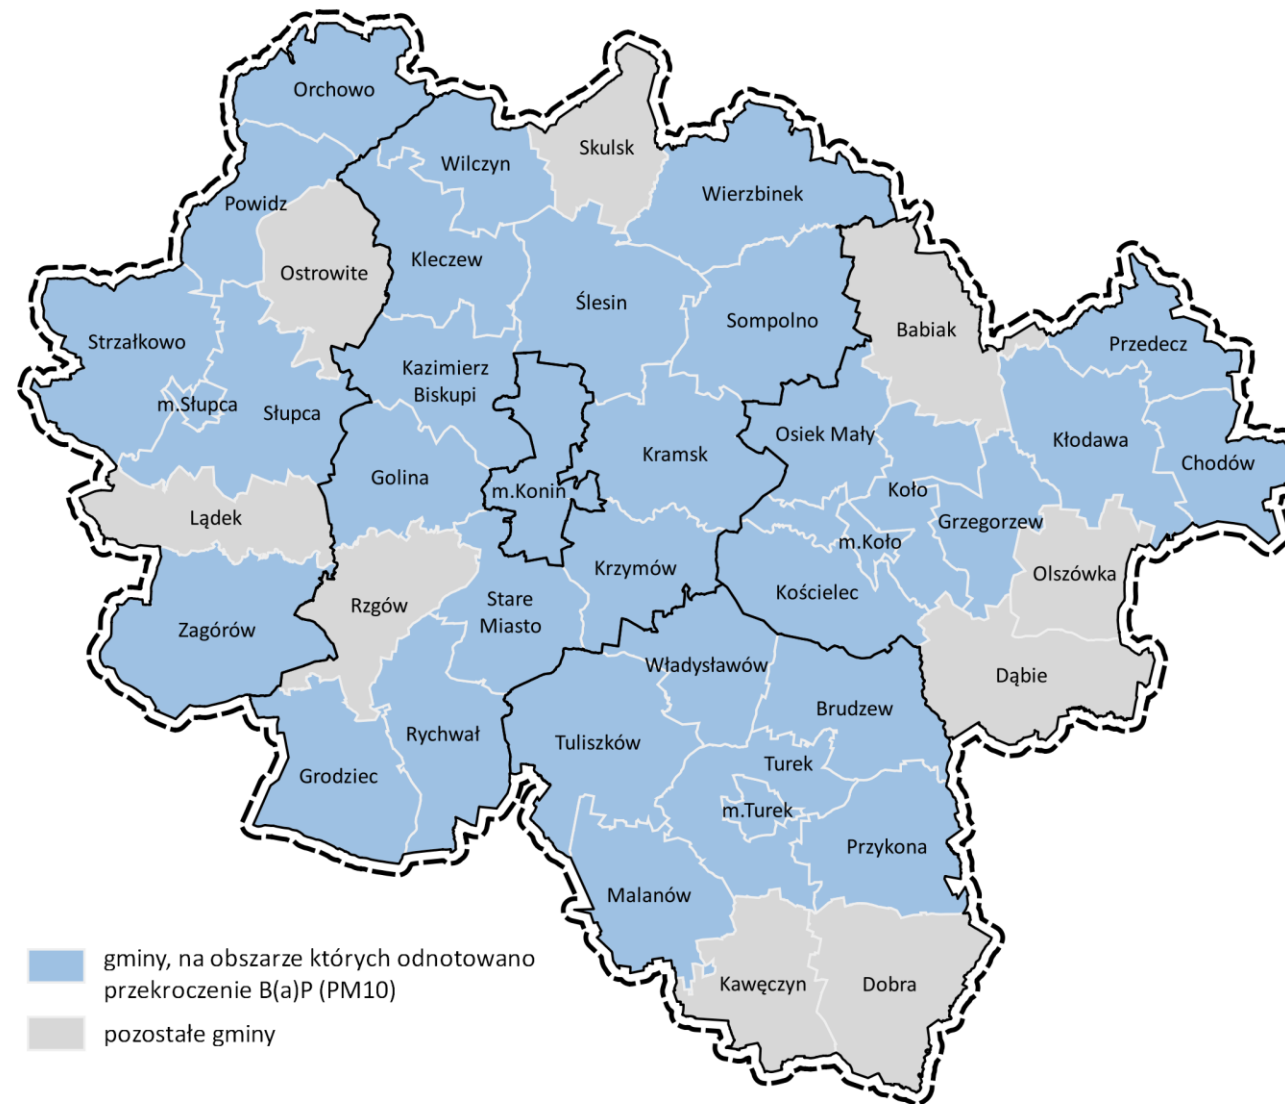 Orchowo
Skulsk
Wilczyn
Wierzbinek
Powidz
Kleczew
Ostrowite
Ślesin
Sompolno
Babiak
Strzałkowo
Przedecz
Kazimierz
Biskupi
m.Słupca
Słupca
Osiek Mały
Kłodawa
Kramsk
Chodów
Golina
m.Konin
Koło
Lądek
Grzegorzew
m.Koło
Krzymów
Olszówka
Rzgów
Stare
Miasto
Kościelec
Zagórów
Władysławów
Dąbie
Brudzew
Rychwał
Tuliszków
Turek
Grodziec
m.Turek
Przykona
Malanów
Kawęczyn
Dobra
gminy, na obszarze których odnotowano
przekroczenie B(a)P (PM10)
pozostałe gminy